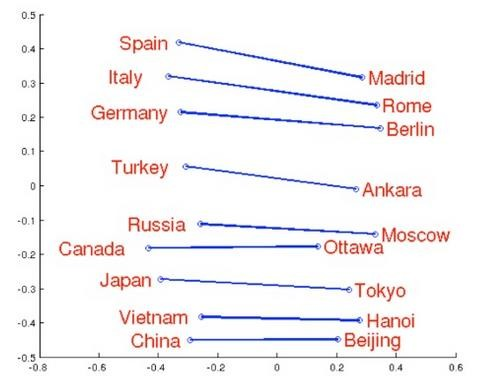 0.5
Spain
0.4
Madrid
Italy
0.3
Rome
Germany
0.2
Berlin
0.1
Turkey
0
Ankara
-0.1
Russia
Moscow
Canada
Ottawa
-0.2
Japan
-0.3
Tokyo
Vietnam
Hanoi
-0.4
China
Beijing
-0.5
-0.8 -0.6 -0.4 -0.2 0 0.2 0.4 0.6